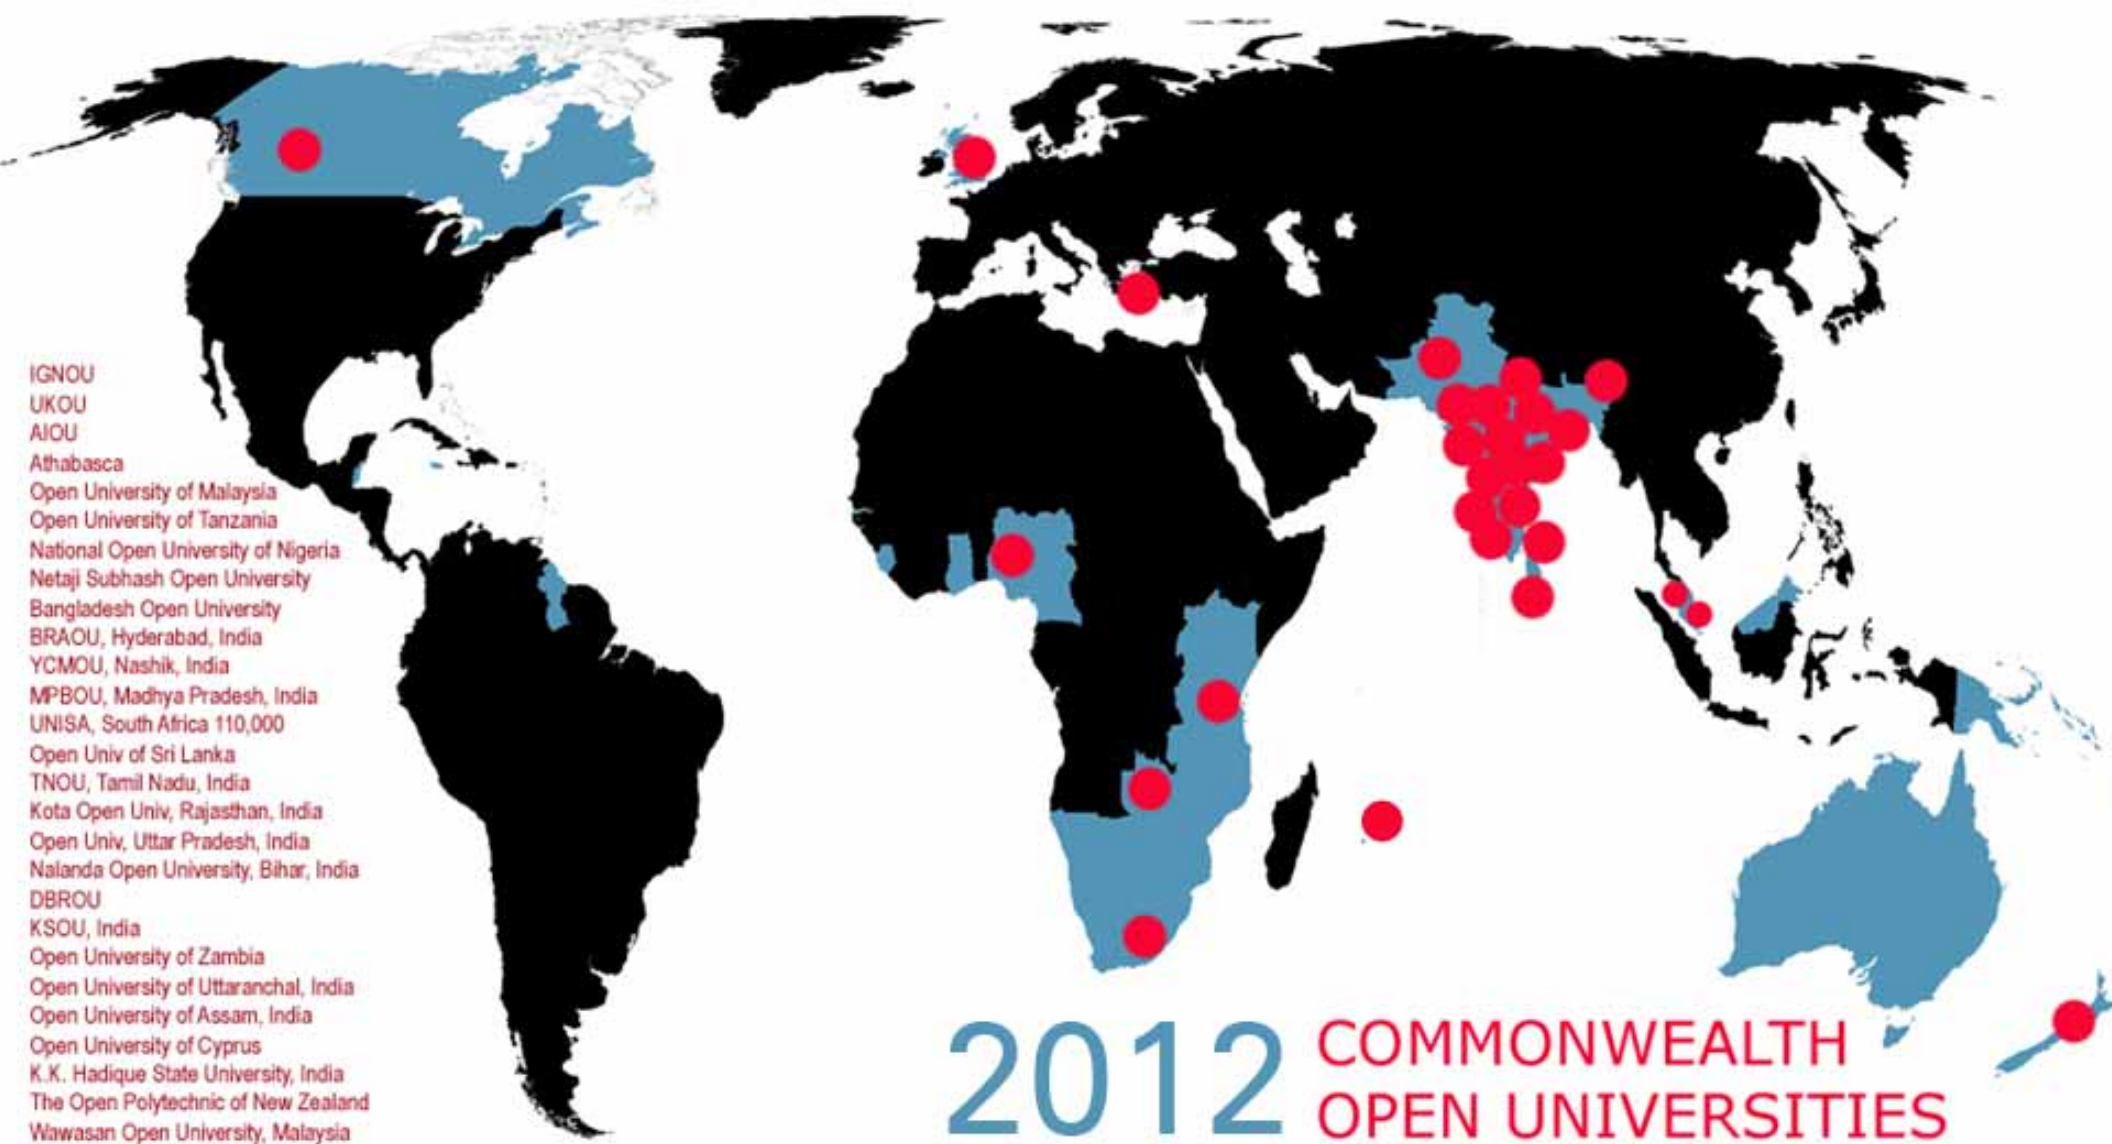 IGNOU
UKOU
AIOU
Athabasca
Open University of Malaysia
Open University of Tanzania
National Open University of Nigeria
Netaji Subhash Open University
Bangladesh Open University
BRAOU, Hyderabad, India
YCMOU, Nashik, India
MPBOU, Madhya Pradesh, India
UNISA, South Africa 110,000
Open Univ of Sri Lanka
TNOU, Tamil Nadu, India
Kota Open Univ, Rajasthan, India
Open Univ, Uttar Pradesh, India
Nalanda Open University, Bihar, India
DBROU
KSOU, India
Open University of Zambia
Open University of Uttaranchal, India
Open University of Assam, India
Open University of Cyprus
K.K. Hadique State University, India
The Open Polytechnic of New Zealand
Wawasan Open University, Malaysia
2012
COMMONWEALTH
OPEN UNIVERSITIES